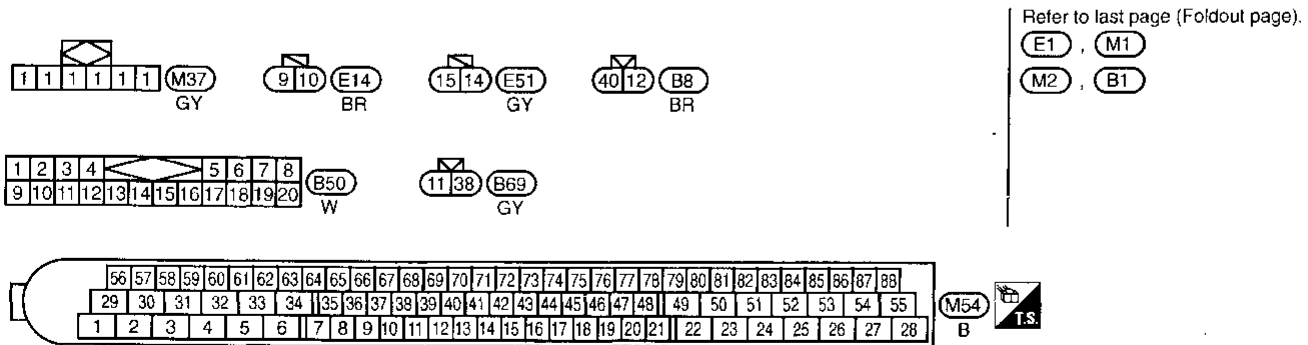 Refer to last page (Foldout page).
E1 , M1
M2 , B1
1 1 1 1 1 1 M37
GY
9 10 E14
BR
15 14 E51
GY
40 12 B8
BR
1 2 3 4 5 6 7 8
9 10 11 12 13 14 15 16 17 18 19 20
B50
W
11 38 B69
GY
56 57 58 59 60 61 62 63 64 65 66 67 68 69 70 71 72 73 74 75 76 77 78 79 80 81 82 83 84 85 86 87 88
29 30 31 32 33 34 35 36 37 38 39 40 41 42 43 44 45 46 47 48 49 50 51 52 53 54 55
1 2 3 4 5 6 7 8 9 10 11 12 13 14 15 16 17 18 19 20 21 22 23 24 25 26 27 28
M54
B
T.S.